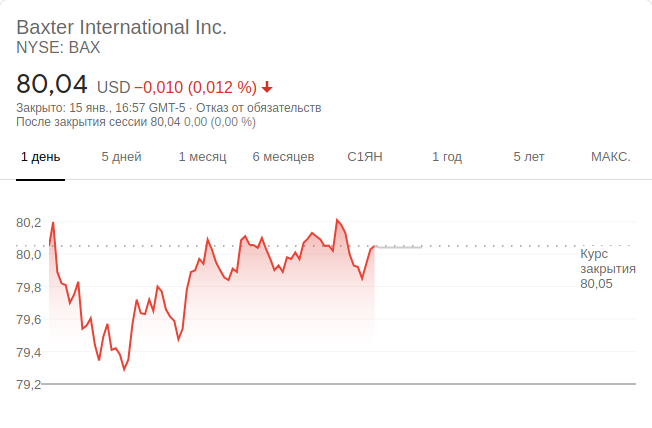 Baxter International Inc.
NYSE: BAX
80,04 USD −0,010 (0,012 %)
Закрыто: 15 янв., 16:57 GMT-5 · Отказ от обязательств
После закрытия сессии 80,04 0,00 (0,00 %)
1 день 5 дней 1 месяц 6 месяцев С1ЯН 1 год 5 лет МАКС.
80,2
80,0
79,8
79,6
79,4
79,2
Курс
закрытия
80,05